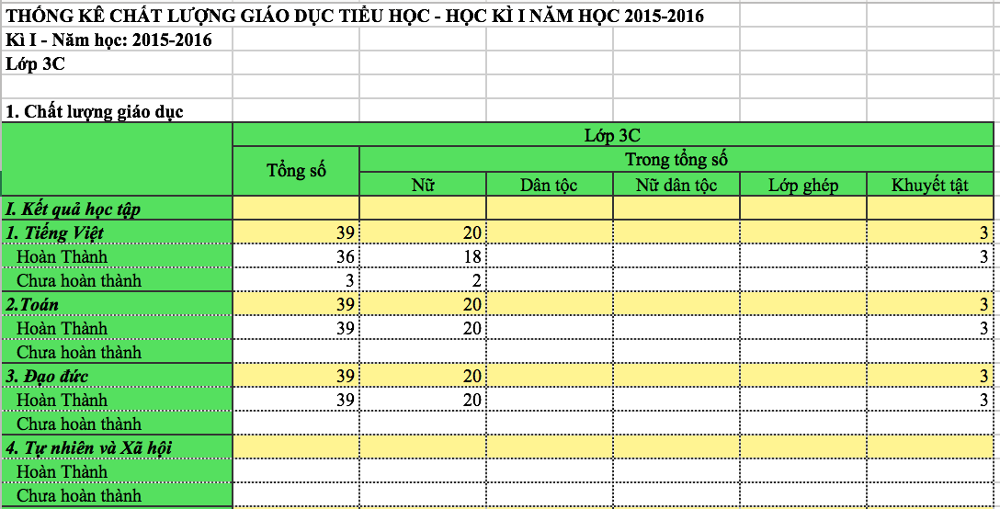 THỐNG KÊ CHẤT LƯỢNG GIÁO DỤC TIỂU HỌC - HỌC KÌ I NĂM HỌC 2015-2016
Kì I - Năm học: 2015-2016
Lớp 3C
1. Chất lượng giáo dục
Lớp 3C
Tổng số Trong tổng số
Nữ Dân tộc Nữ dân tộc Lớp ghép Khuyết tật
I. Kết quả học tập
1. Tiếng Việt 39 20 3
Hoàn Thành 36 18 3
Chưa hoàn thành 3 2
2.Toán 39 20 3
Hoàn Thành 39 20 3
Chưa hoàn thành
3. Đạo đức 39 20 3
Hoàn Thành 39 20 3
Chưa hoàn thành
4. Tự nhiên và Xã hội
Hoàn Thành
Chưa hoàn thành